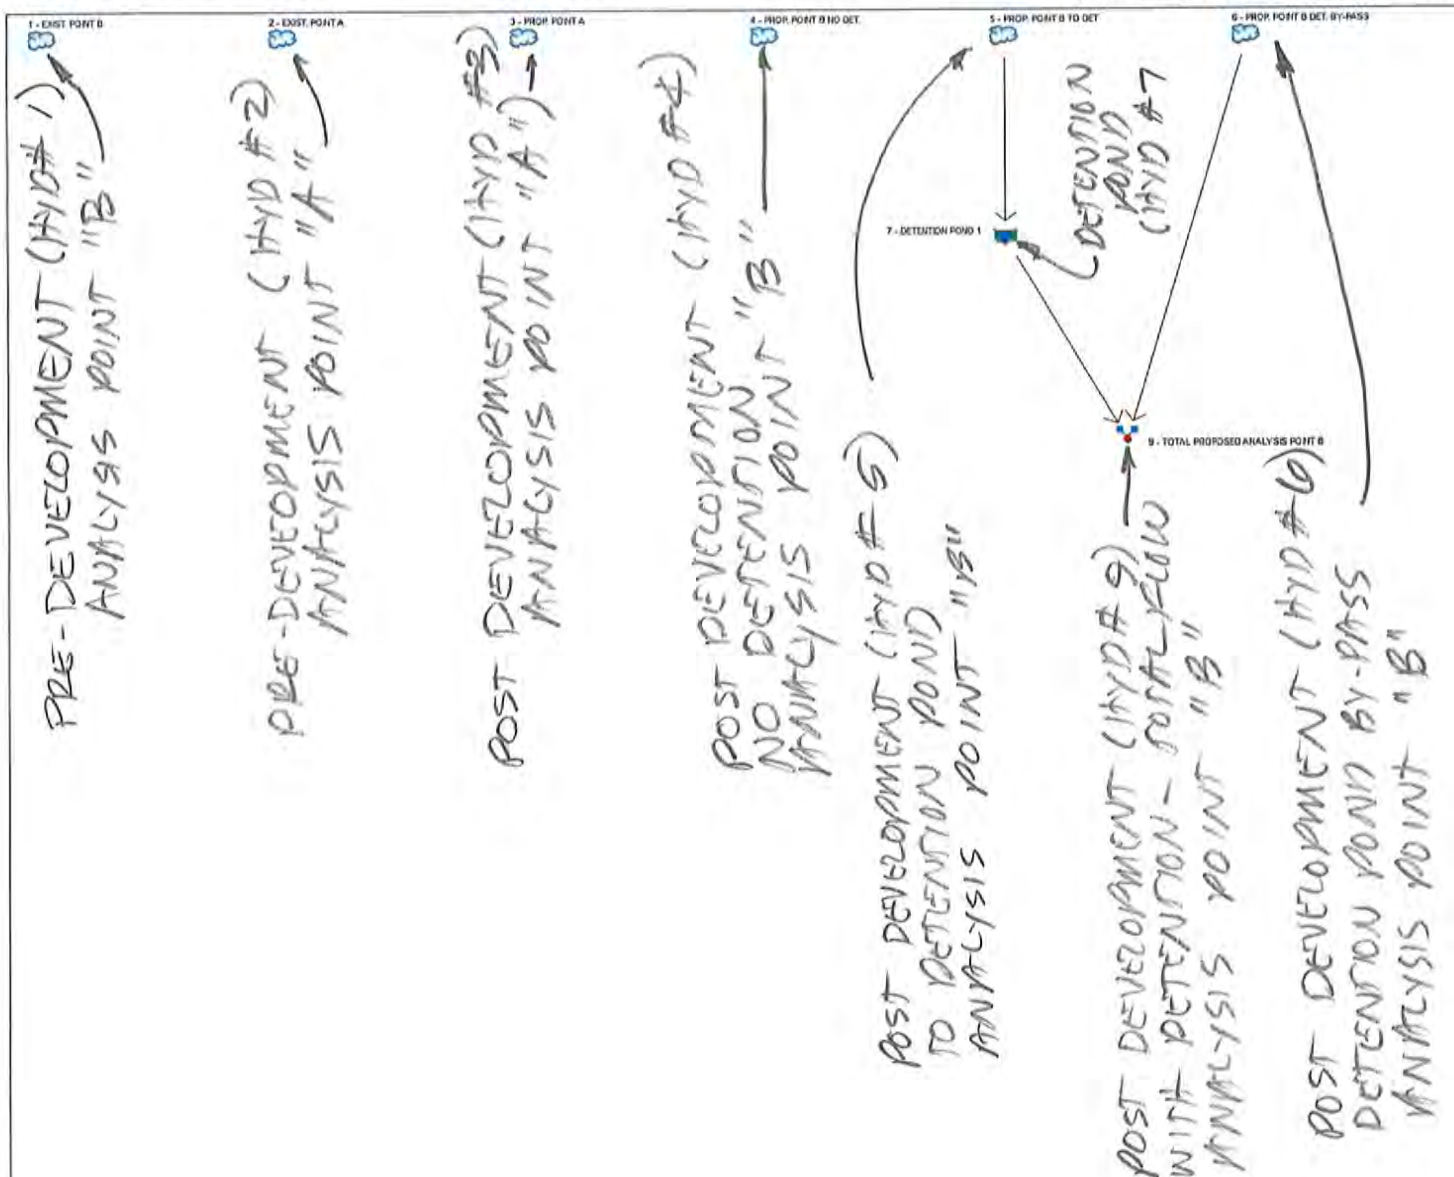 1 - EXIST POINT B
2 - EXIST. POINT A
3 - PROP. POINT A
4 - PROP. POINT B NO DET.
5 - PROP. POINT B TO DET
6 - PROP. POINT B DET. BY-PASS
7 - DETENTION POND 1
9 - TOTAL PROPOSED ANALYSIS POINT B
PRE-DEVELOPMENT (HYD# 1)
ANALYSIS POINT "B"
PRE-DEVELOPMENT (HYD #2)
ANALYSIS POINT "A"
POST DEVELOPMENT (HYD #3)
ANALYSIS POINT "A")
POST DEVELOPMENT (HYD #4)
NO DETENTION
ANALYSIS POINT "B"
POST DEVELOPMENT (HYD #5)
TO DETENTION POND
ANALYSIS POINT "B"
DETENTION
POND
(HYD #7
POST DEVELOPMENT (HYD #9)
WITH DETENTION - TOTAL FLOW
ANALYSIS POINT "B"
POST DEVELOPMENT (HYD #6)
DETENTION POND BY-PASS
ANALYSIS POINT "B"